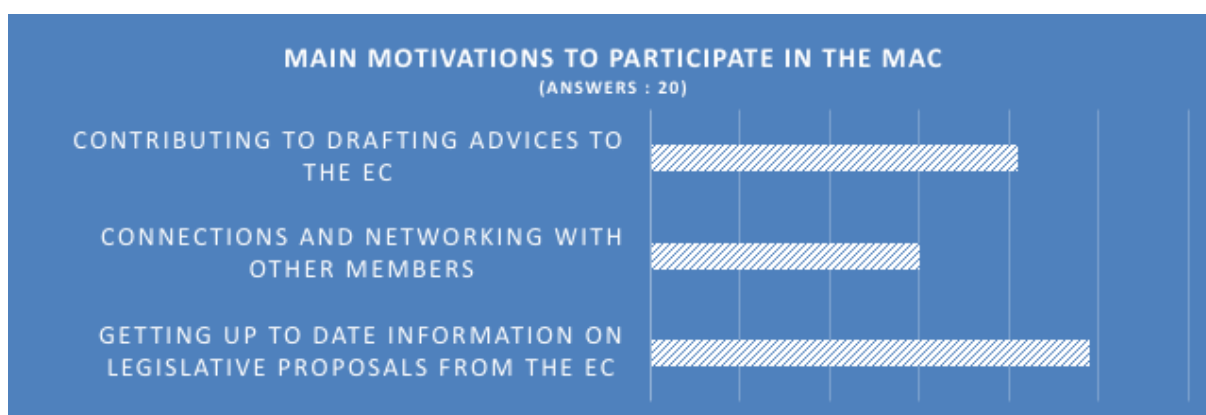 MAIN MOTIVATIONS TO PARTICIPATE IN THE MAC
(ANSWERS : 20)
CONTRIBUTING TO DRAFTING ADVICES TO
THE EC
CONNECTIONS AND NETWORKING WITH
OTHER MEMBERS
GETTING UP TO DATE INFORMATION ON
LEGISLATIVE PROPOSALS FROM THE EC